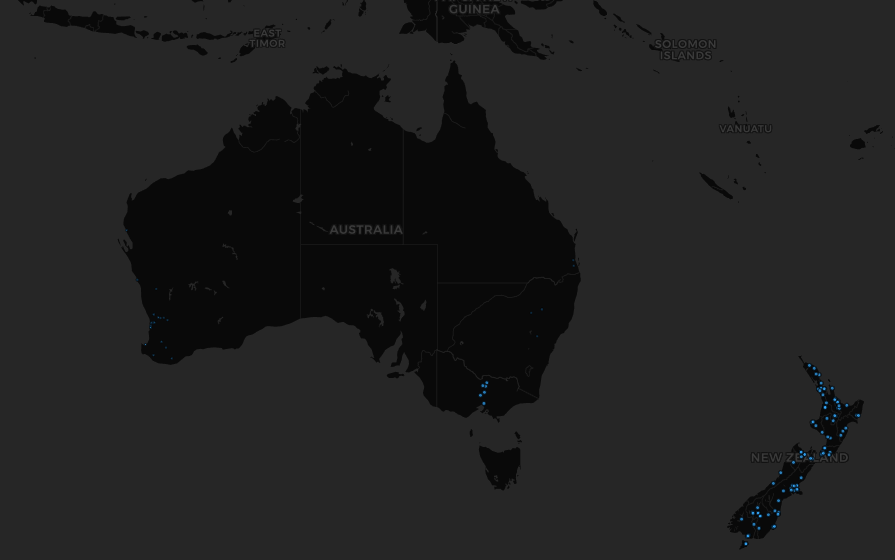 GUINEA
EAST
TIMOR
SOLOMON
ISLANDS
VANUATU
AUSTRALIA
NEW ZEALAND